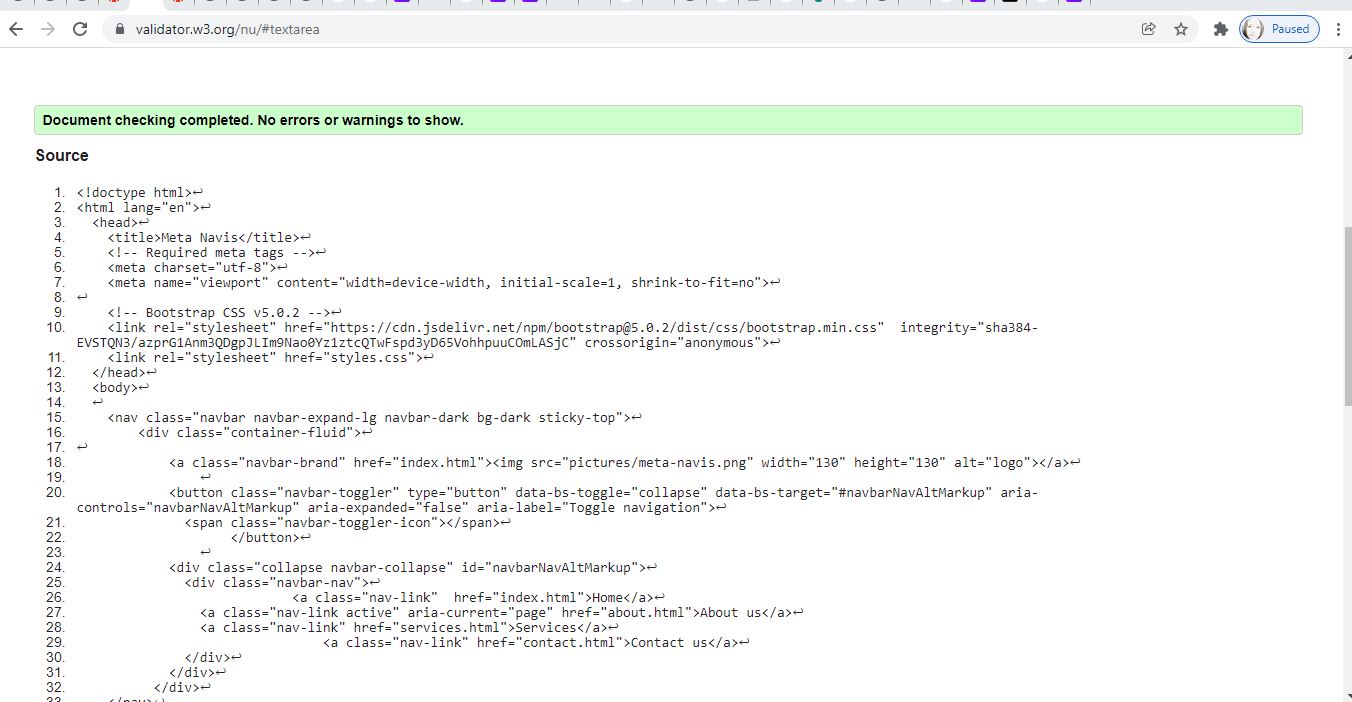 validator.w3.org/nu/#textarea
Paused
Document checking completed. No errors or warnings to show.
Source
1. <!doctype html>↩
2. <html lang="en">↩
3. <head>↩
4. <title>Meta Navis</title>↩
5. <!-- Required meta tags -->↩
6. <meta charset="utf-8">↩
7. <meta name="viewport" content="width=device-width, initial-scale=1, shrink-to-fit=no">↩
8. ↩
9. <!-- Bootstrap CSS v5.0.2 -->↩
10. <link rel="stylesheet" href="https://cdn.jsdelivr.net/npm/bootstrap@5.0.2/dist/css/bootstrap.min.css"  integrity="sha384-
EVSTQN3/azprG1Anm3QDgpJLIm9Nao0Yz1ztcQTwFspd3yD65VohhpuuCOmLASjC" crossorigin="anonymous">↩
11. <link rel="stylesheet" href="styles.css">↩
12. </head>↩
13. <body>↩
14. ↩
15. <nav class="navbar navbar-expand-lg navbar-dark bg-dark sticky-top">↩
16. <div class="container-fluid">↩
17. ↩
18. <a class="navbar-brand" href="index.html"><img src="pictures/meta-navis.png" width="130" height="130" alt="logo"></a>↩
19. ↩
20. <button class="navbar-toggler" type="button" data-bs-toggle="collapse" data-bs-target="#navbarNavAltMarkup" aria-
controls="navbarNavAltMarkup" aria-expanded="false" aria-label="Toggle navigation">↩
21. <span class="navbar-toggler-icon"></span>↩
22. </button>↩
23. ↩
24. <div class="collapse navbar-collapse" id="navbarNavAltMarkup">↩
25. <div class="navbar-nav">↩
26. <a class="nav-link"  href="index.html">Home</a>↩
27. <a class="nav-link active" aria-current="page" href="about.html">About us</a>↩
28. <a class="nav-link" href="services.html">Services</a>↩
29. <a class="nav-link" href="contact.html">Contact us</a>↩
30. </div>↩
31. </div>↩
32. </div>↩
33. </nav>↩